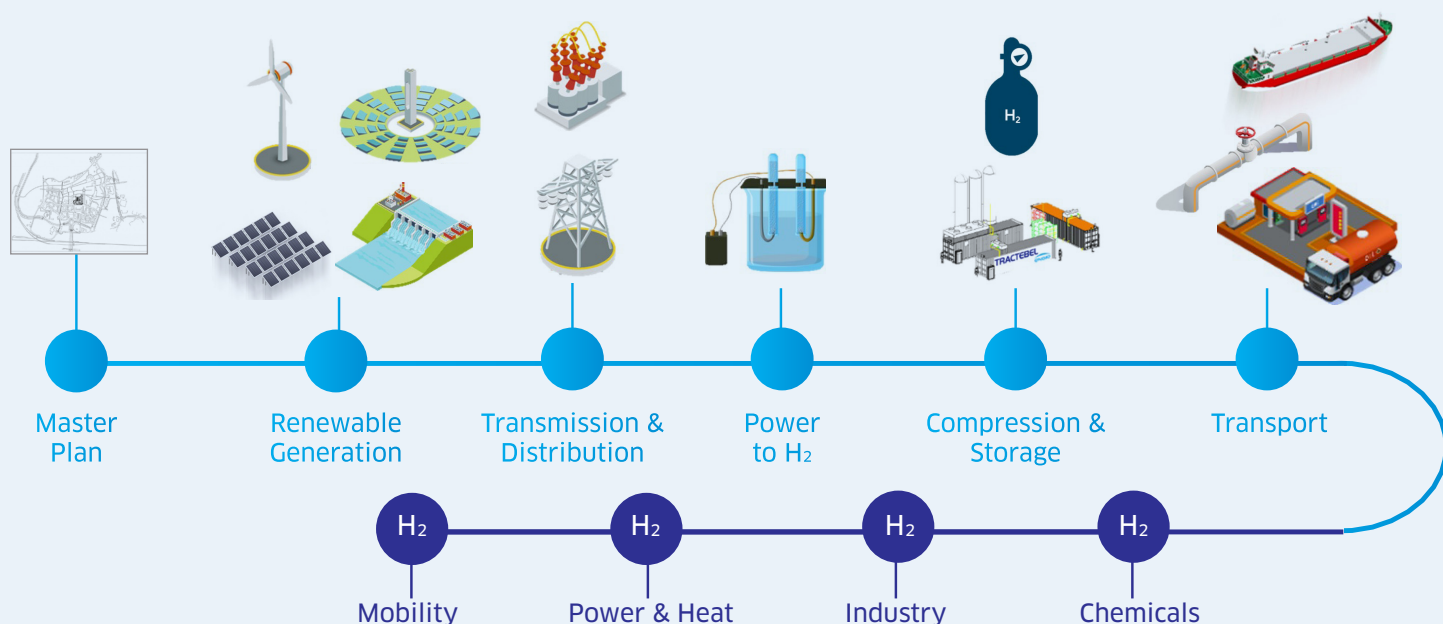 H₂
TRACTEBEL
Master
Plan
Renewable
Generation
Transmission &
Distribution
Power
to H₂
Compression &
Storage
Transport
H₂
H₂
H₂
H₂
Mobility
Power & Heat
Industry
Chemicals